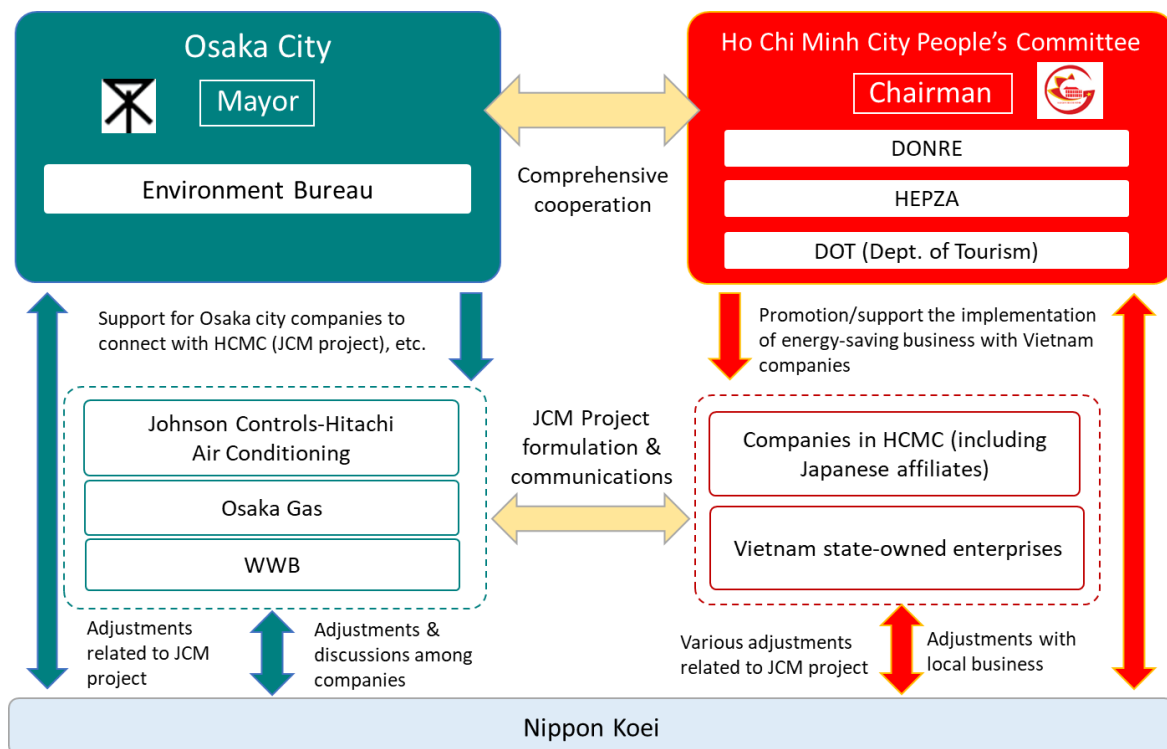 Osaka City
Mayor
Environment Bureau
Comprehensive
cooperation
Ho Chi Minh City People's Committee
Chairman
DONRE
HEPZA
DOT (Dept. of Tourism)
Support for Osaka city companies to
connect with HCMC (JCM project), etc.
Promotion/support the implementation
of energy-saving business with Vietnam
companies
Johnson Controls-Hitachi
Air Conditioning
Osaka Gas
WWB
JCM Project
formulation &
communications
Companies in HCMC (including
Japanese affiliates)
Vietnam state-owned enterprises
Adjustments
related to JCM
project
Adjustments &
discussions among
companies
Various adjustments
related to JCM project
Adjustments with
local business
Nippon Koei